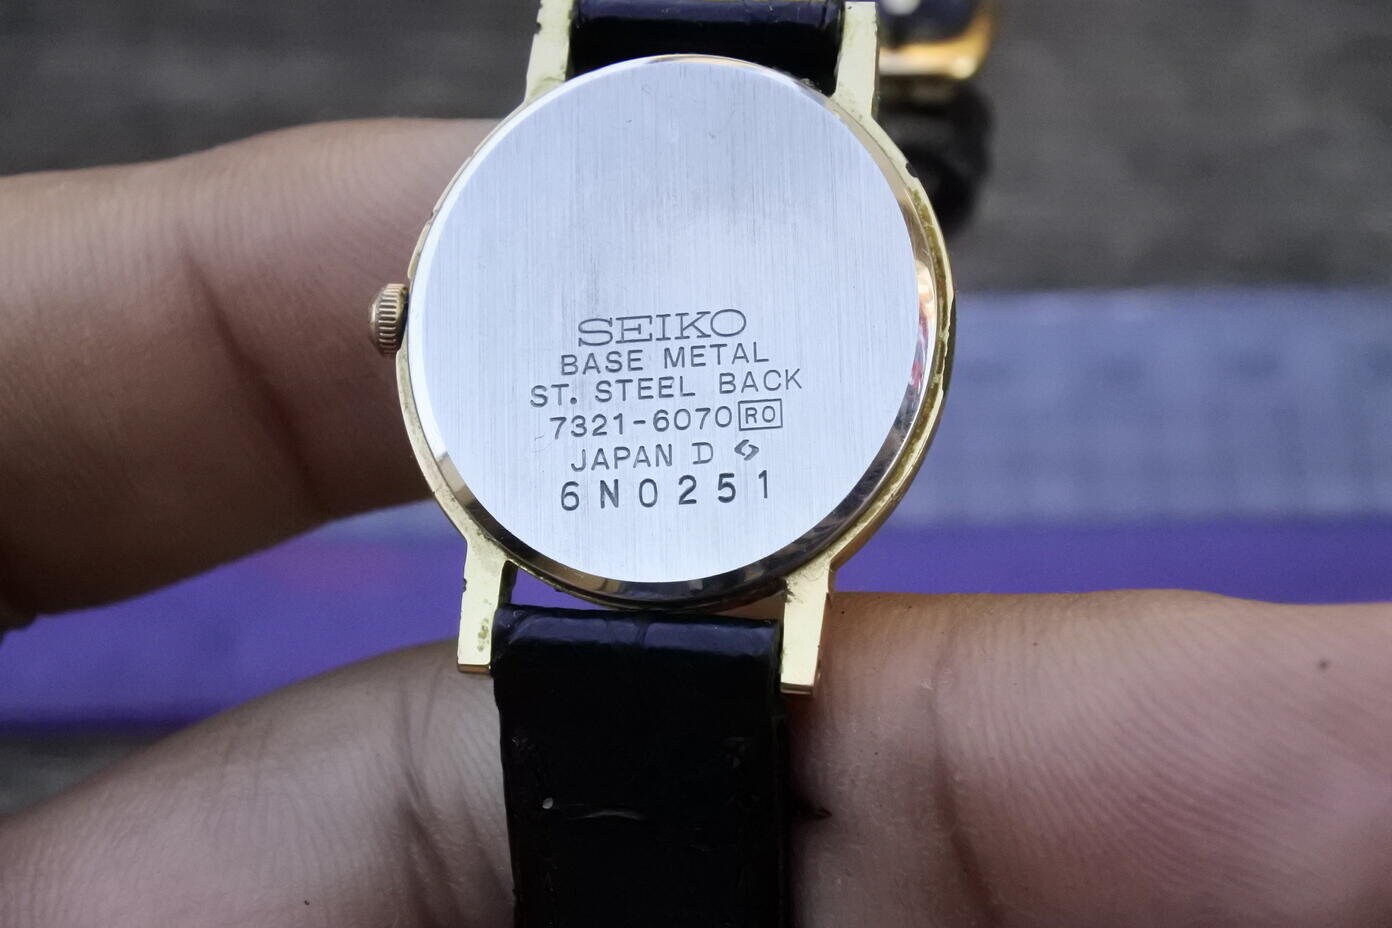 SEIKO
BASE METAL
ST. STEEL BACK
7321-6070 RO
JAPAN D
6N0251